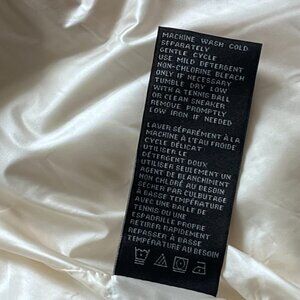 MACHINE WASH COLD
SEPARATELY
GENTLE CYCLE
USE MILD DETERGENT
NON-CHLORINE BLEACH
ONLY IF NECESSARY
TUMBLE DRY LOW
WITH A TENNIS BALL
OR CLEAN SNEAKER
REMOVE PROMPTLY
LOW IRON IF NEEDED
LAVER SÉPARÉMENT À LA
MACHINE À L'EAU FROIDE
CYCLE DÉLICAT
UTILISER LE
DÉTERGENT DOUX
UTILISER SEULEMENT UN
AGENT DE BLANCHIMENT
NON CHLORÉ AU BESOIN
SÉCHER PAR CULBUTAGE
À BASSE TEMPÉRATURE
AVEC UNE BALLE DE
TENNIS OU UNE
ESPADRILLE PROPRE
RETIRER RAPIDEMENT
REPASSER À BASSE
TEMPÉRATURE AU BESOIN